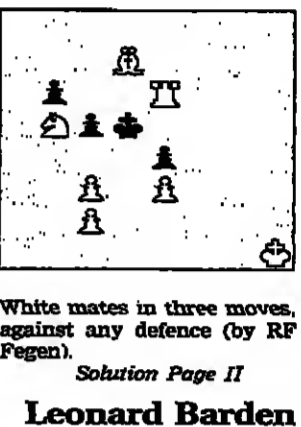 White mates in three moves,
against any defence (by RF
Fegen).
Solution Page II
Leonard Barden